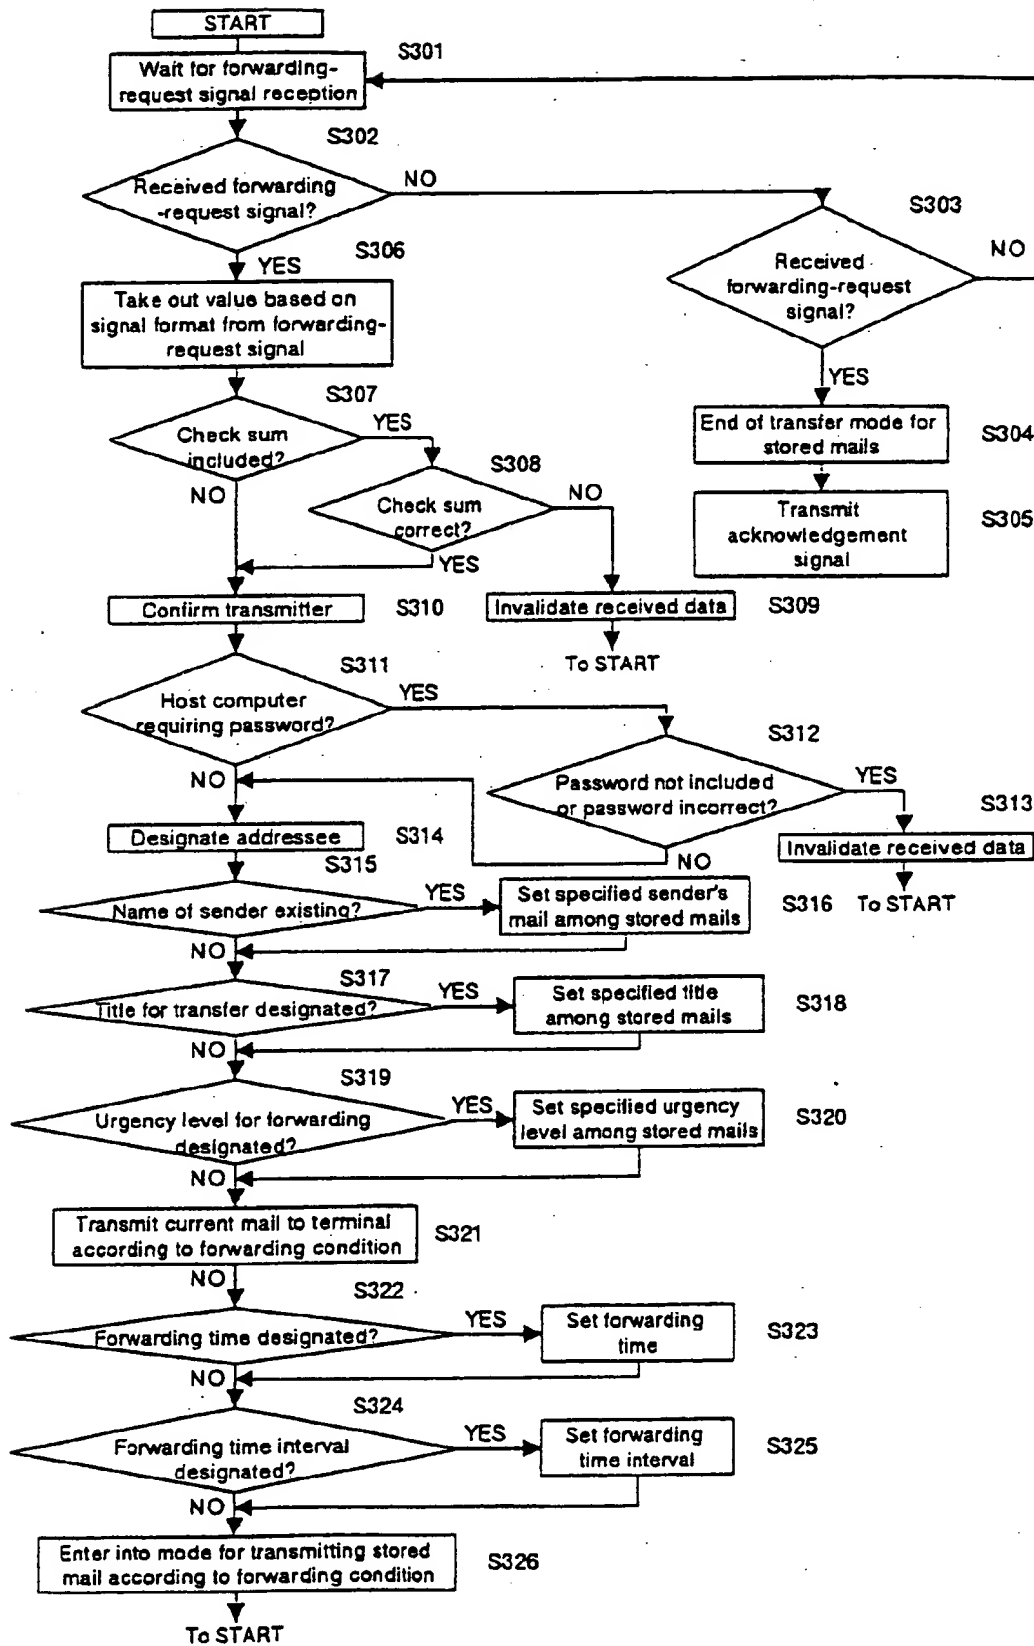 START
S301
Wait for forwarding-
request signal reception
S302
Received forwarding
-request signal?
NO
S303
Received
forwarding-request
signal?
NO
S306
YES
Take out value based on
signal format from forwarding-
request signal
YES
End of transfer mode for
stored mails
S304
Transmit
acknowledgement
signal
S305
S307
Check sum
included?
YES
NO
S308
Check sum
correct?
NO
YES
Confirm transmitter
S310
Invalidate received data
S309
To START
S311
Host computer
requiring password?
YES
NO
S312
Password not included
or password incorrect?
YES
NO
S313
Invalidate received data
To START
Designate addressee
S314
S315
Name of sender existing?
YES
Set specified sender's
mail among stored mails
S316
NO
S317
Title for transfer designated?
YES
Set specified title
among stored mails
S318
NO
S319
Urgency level for forwarding
designated?
YES
Set specified urgency
level among stored mails
S320
NO
Transmit current mail to terminal
according to forwarding condition
S321
NO
S322
Forwarding time designated?
YES
Set forwarding
time
S323
NO
S324
Forwarding time interval
designated?
YES
Set forwarding
time interval
S325
NO
Enter into mode for transmitting stored
mail according to forwarding condition
S326
To START